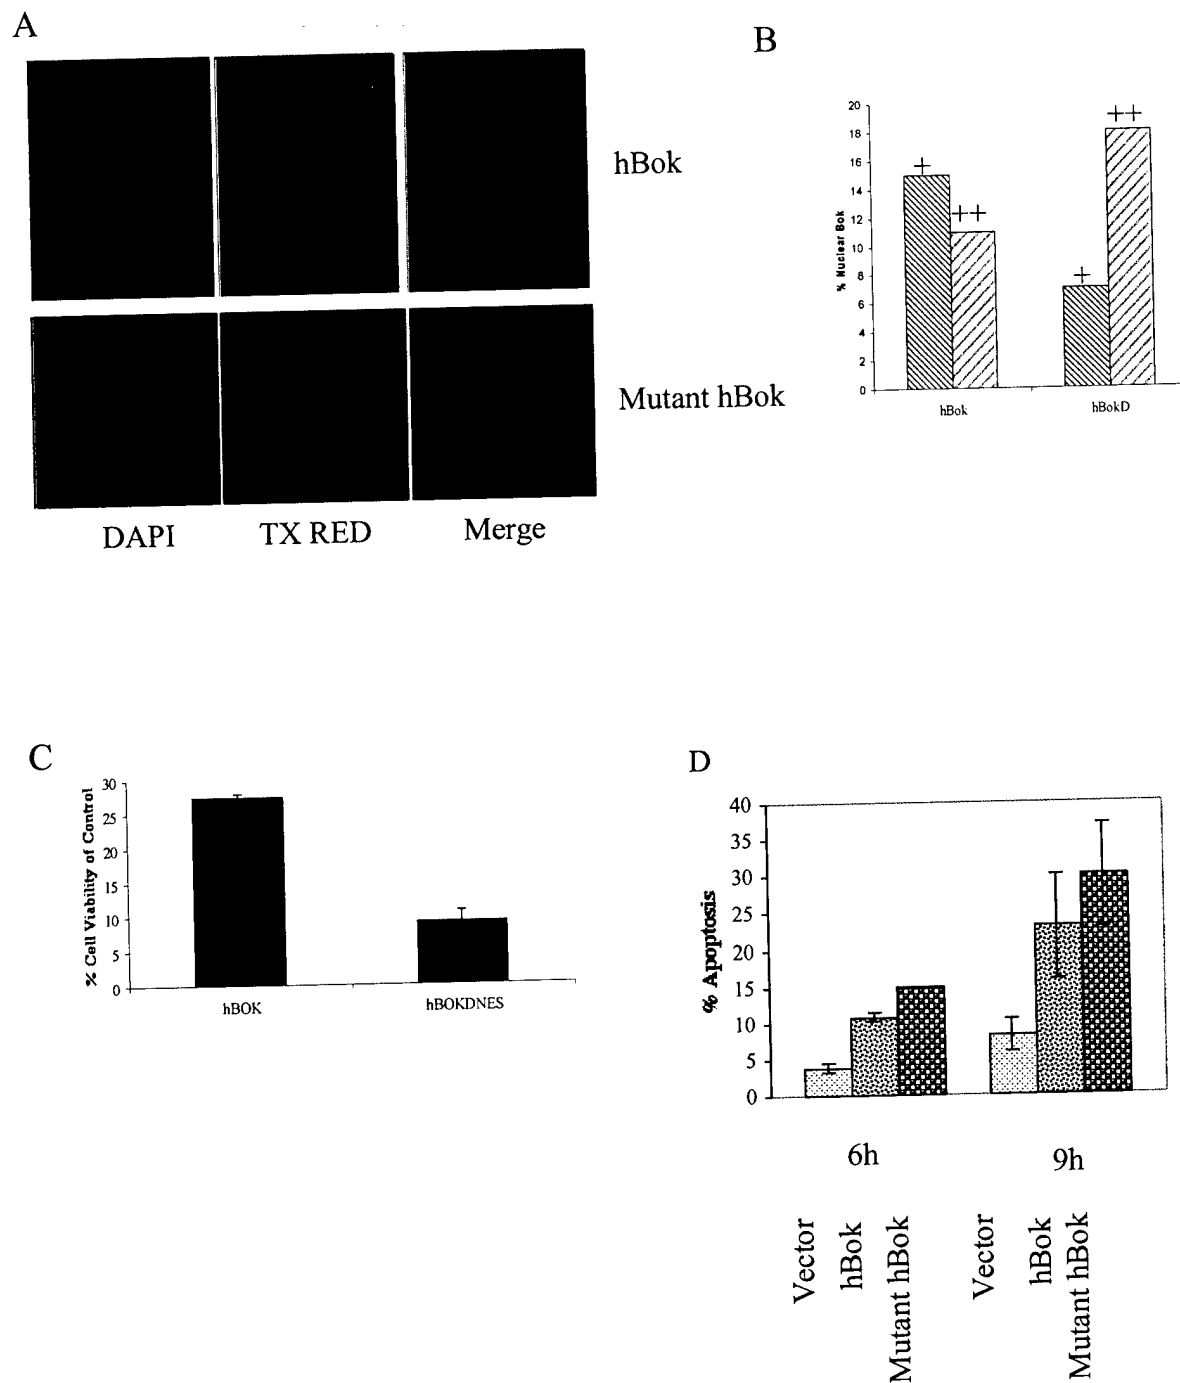 A
hBok
Mutant hBok
DAPI TX RED Merge
B
% Nuclear Bok
20
18
16
14
12
10
8
6
4
2
0
+
++
+
++
hBok hBokD
C
% Cell Viability of Control
30
25
20
15
10
5
0
hBOK hBOKDNES
D
% Apoptosis
40
35
30
25
20
15
10
5
0
6h 9h
Vector
hBok
Mutant hBok
Vector
hBok
Mutant hBok